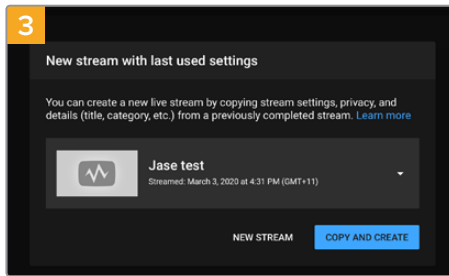 3
New stream with last used settings
You can create a new live stream by copying stream settings, privacy, and
details (title, category, etc.) from a previously completed stream. Learn more
Jase test
Streamed: March 3, 2020 at 4:31 PM (GMT+11)
NEW STREAM COPY AND CREATE